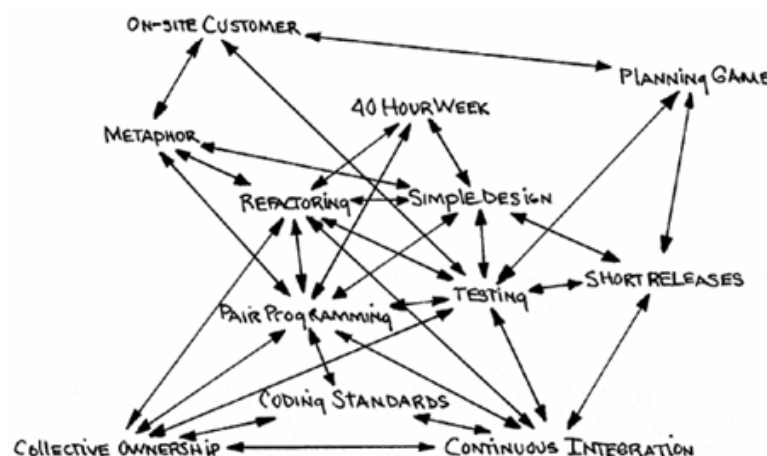 ON-SITE CUSTOMER
PLANNING GAME
40 HOUR WEEK
METAPHOR
REFACTORING
SIMPLE DESIGN
SHORT RELEASES
TESTING
PAIR PROGRAMMING
CODING STANDARDS
COLLECTIVE OWNERSHIP
CONTINUOUS INTEGRATION